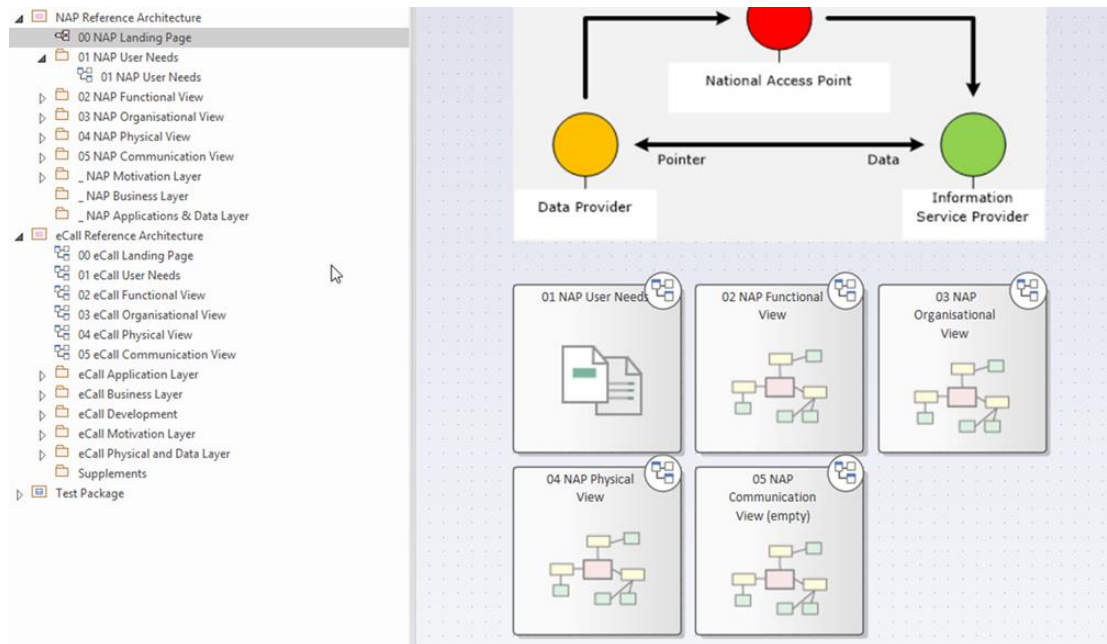 NAP Reference Architecture
00 NAP Landing Page
01 NAP User Needs
01 NAP User Needs
02 NAP Functional View
03 NAP Organisational View
04 NAP Physical View
05 NAP Communication View
_ NAP Motivation Layer
_ NAP Business Layer
_ NAP Applications & Data Layer
eCall Reference Architecture
00 eCall Landing Page
01 eCall User Needs
02 eCall Functional View
03 eCall Organisational View
04 eCall Physical View
05 eCall Communication View
eCall Application Layer
eCall Business Layer
eCall Development
eCall Motivation Layer
eCall Physical and Data Layer
Supplements
Test Package
National Access Point
Pointer
Data
Data Provider
Information
Service Provider
01 NAP User Needs
02 NAP Functional
View
03 NAP
Organisational
View
04 NAP Physical
View
05 NAP
Communication
View (empty)